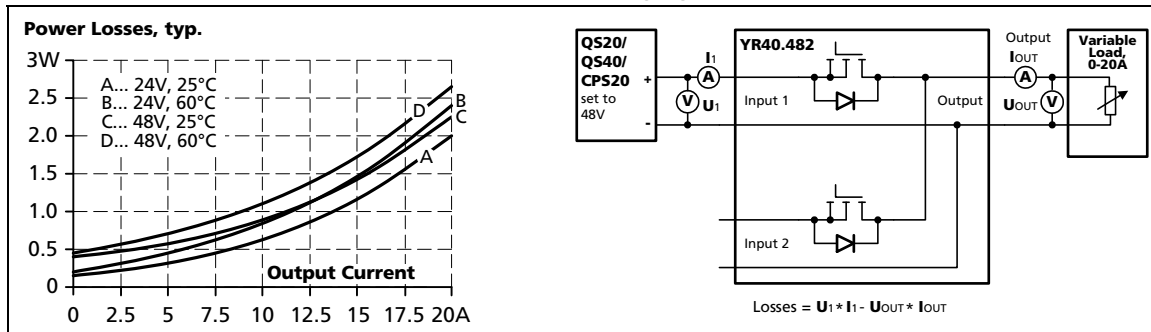 Power Losses, typ.
3W
2.5
2.0
1.5
1.0
0.5
0
A... 24V, 25°C
B... 24V, 60°C
C... 48V, 25°C
D... 48V, 60°C
D
B
C
A
Output Current
0 2.5 5 7.5 10 12.5 15 17.5 20A
QS20/
QS40/
CPS20
set to
48V
+
-
I1
A
V
U1
YR40.482
Input 1
Output
Input 2
Output
IOUT
A
UOUT
V
Variable
Load,
0-20A
Losses = U1* I1 - UOUT* IOUT